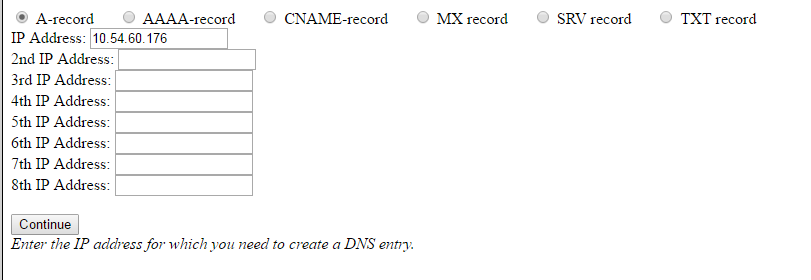 A-record AAAA-record CNAME-record MX record SRV record TXT record
IP Address: 10.54.60.176
2nd IP Address:
3rd IP Address:
4th IP Address:
5th IP Address:
6th IP Address:
7th IP Address:
8th IP Address:
Continue
Enter the IP address for which you need to create a DNS entry.